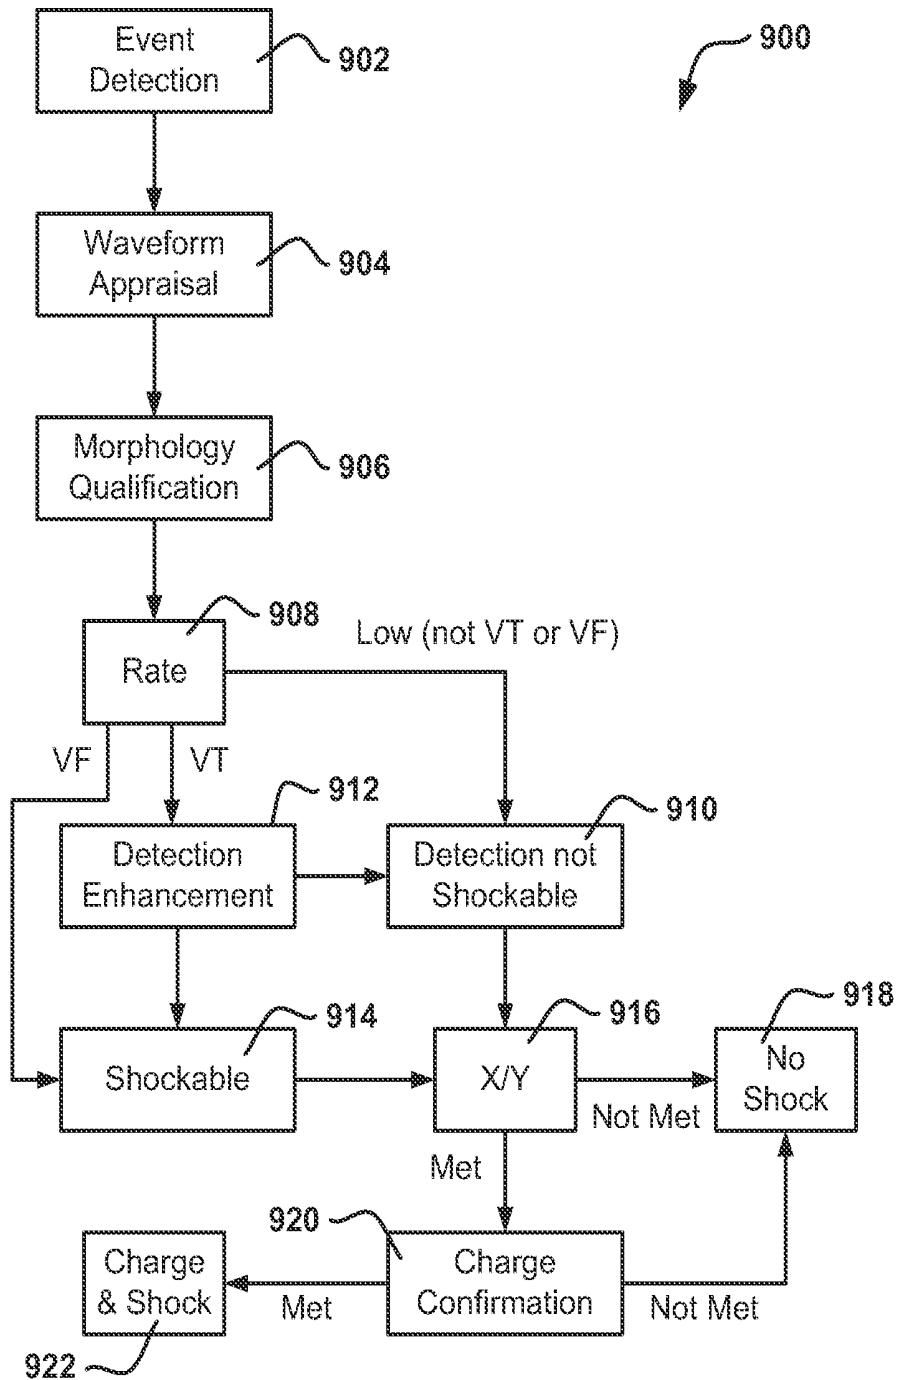 Event
Detection
902
900
Waveform
Appraisal
904
Morphology
Qualification
906
908
Rate
Low (not VT or VF)
VF
VT
912
910
Detection
Enhancement
Detection not
Shockable
914
916
918
Shockable
X/Y
No
Shock
Not Met
Met
920
Charge
& Shock
Charge
Confirmation
Met
Not Met
922